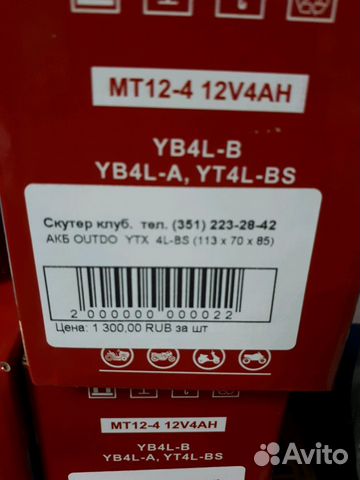 MT12-4 12V4AH
YB4L-B
YB4L-A, YT4L-BS
Скутер клуб. тел. (351) 223-28-42
АКБ OUTDO YTX 4L-BS (113 x 70 x 85)
2 000000 000022
Цена: 1 300,00 RUB за шт
MT12-4 12V4AH
YB4L-B
YB4L-A, YT4L-BS
Avito